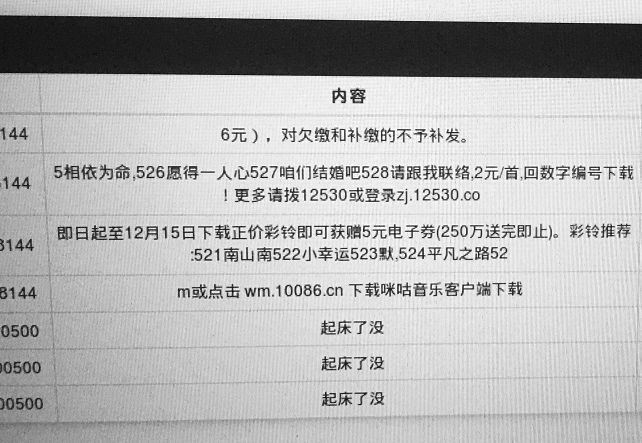 内容
144 6元），对欠缴和补缴的不予补发。
5相依为命,526愿得一人心527咱们结婚吧528请跟我联络,2元/首,回数字编号下载
144 ！更多请拨12530或登录zj.12530.co
即日起至12月15日下载正价彩铃即可获赠5元电子券(250万送完即止)。彩铃推荐
8144 :521南山南522小幸运523默,524平凡之路52
8144 m或点击 wm.10086.cn 下载咪咕音乐客户端下载
00500 起床了没
00500 起床了没
00500 起床了没